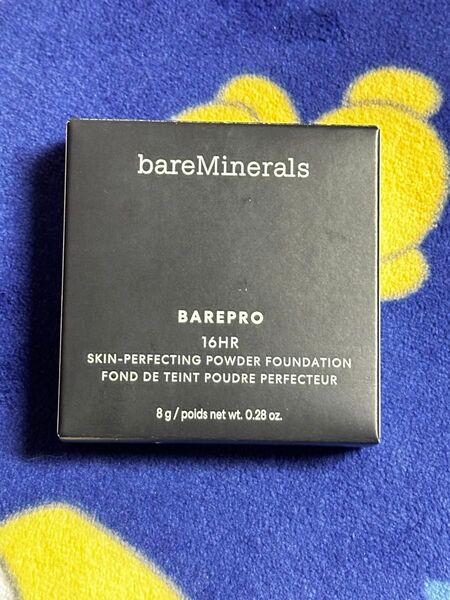 bareMinerals
BAREPRO
16HR
SKIN-PERFECTING POWDER FOUNDATION
FOND DE TEINT POUDRE PERFECTEUR
8 g / poids net wt. 0.28 oz.